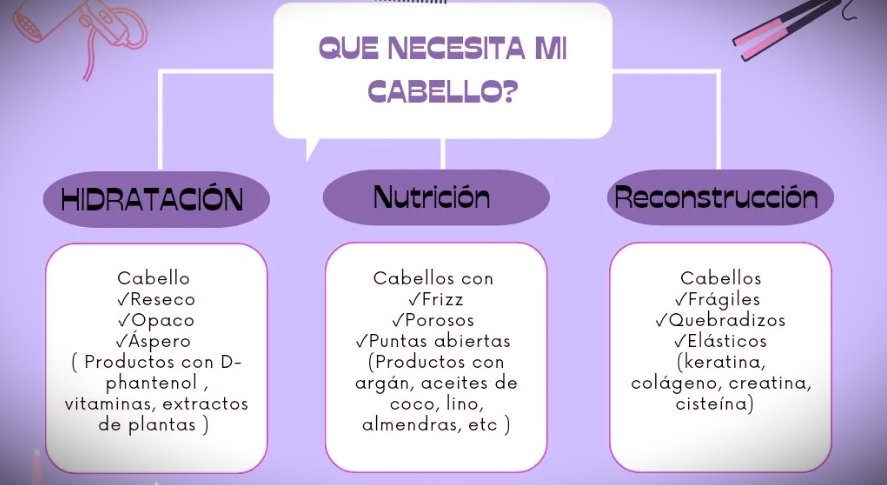 QUE NECESITA MI
CABELLO?
HIDRATACIÓN
Cabello
✓Reseco
✓Opaco
✓Áspero
( Productos con D-
phantenol ,
vitaminas, extractos
de plantas )
Nutrición
Cabellos con
✓Frizz
✓Porosos
✓Puntas abiertas
(Productos con
argán, aceites de
coco, lino,
almendras, etc )
Reconstrucción
Cabellos
✓Frágiles
✓Quebradizos
✓Elásticos
(keratina,
colágeno, creatina,
cisteína)